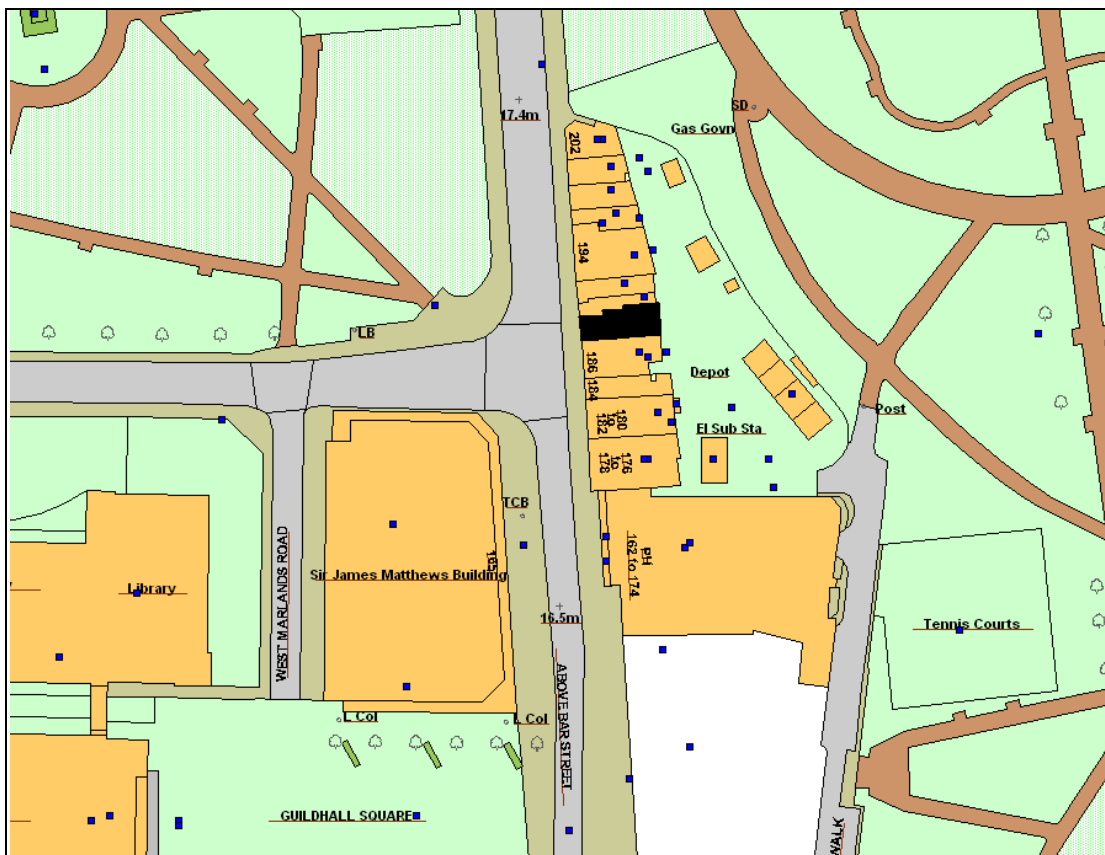 17.4m
SD
Gas Govn
202
194
LB
186
184
Depot
180
to
182
Post
El Sub Sta
176
to
178
TCB
165
PH
162 to 174
Sir James Matthews Building
Library
16.5m
Tennis Courts
WEST MARLANDS ROAD
ABOVE BAR STREET
L Col
L Col
GUILDHALL SQUARE
WALK